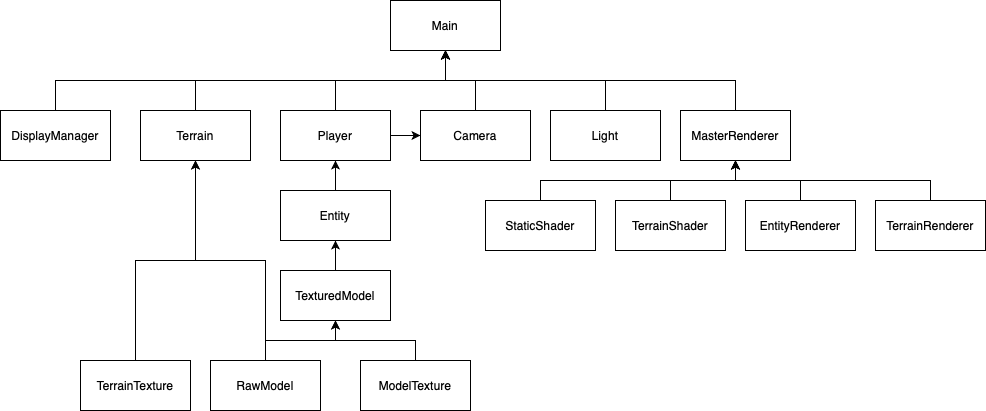 Main
DisplayManager
Terrain
Player
Camera
Light
MasterRenderer
Entity
StaticShader
TerrainShader
EntityRenderer
TerrainRenderer
TexturedModel
TerrainTexture
RawModel
ModelTexture